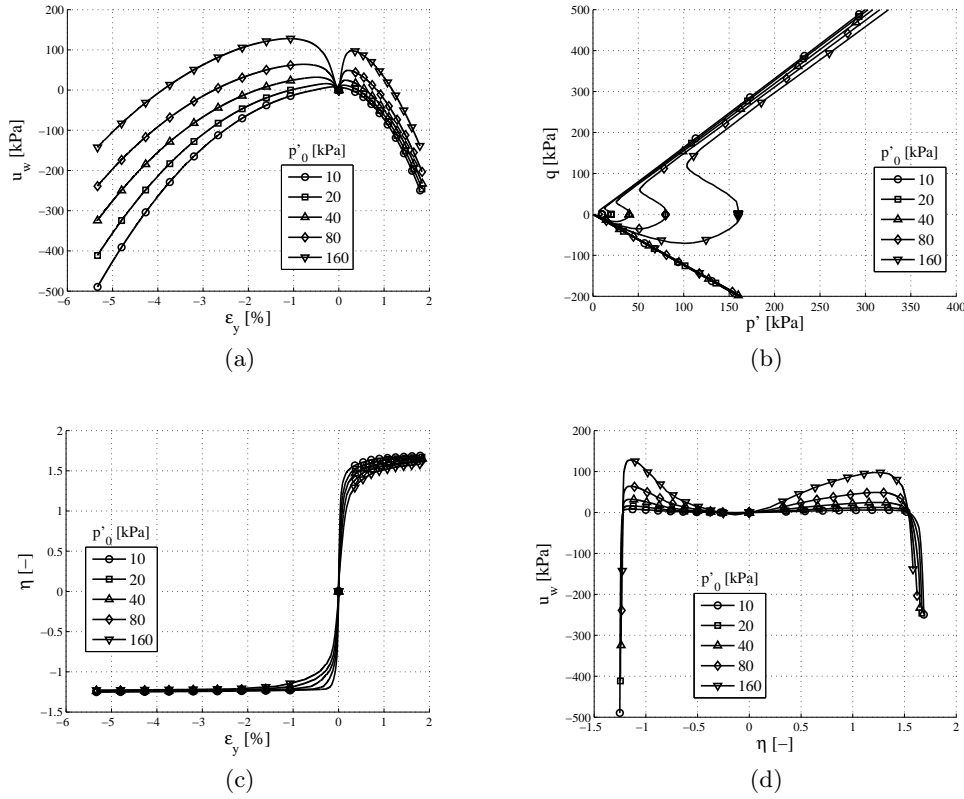 200
100
0
−100
−200
−300
−400
−500
u_w [kPa]
p'_0 [kPa]
10
20
40
80
160
−6 −5 −4 −3 −2 −1 0 1 2
ε_y [%]
(a)
500
400
300
200
100
0
−100
−200
q [kPa]
p'_0 [kPa]
10
20
40
80
160
0 50 100 150 200 250 300 350 400
p' [kPa]
(b)
2
1.5
1
0.5
0
−0.5
−1
−1.5
η [−]
p'_0 [kPa]
10
20
40
80
160
−6 −5 −4 −3 −2 −1 0 1 2
ε_y [%]
(c)
200
100
0
−100
−200
−300
−400
−500
u_w [kPa]
p'_0 [kPa]
10
20
40
80
160
−1.5 −1 −0.5 0 0.5 1 1.5 2
η [−]
(d)